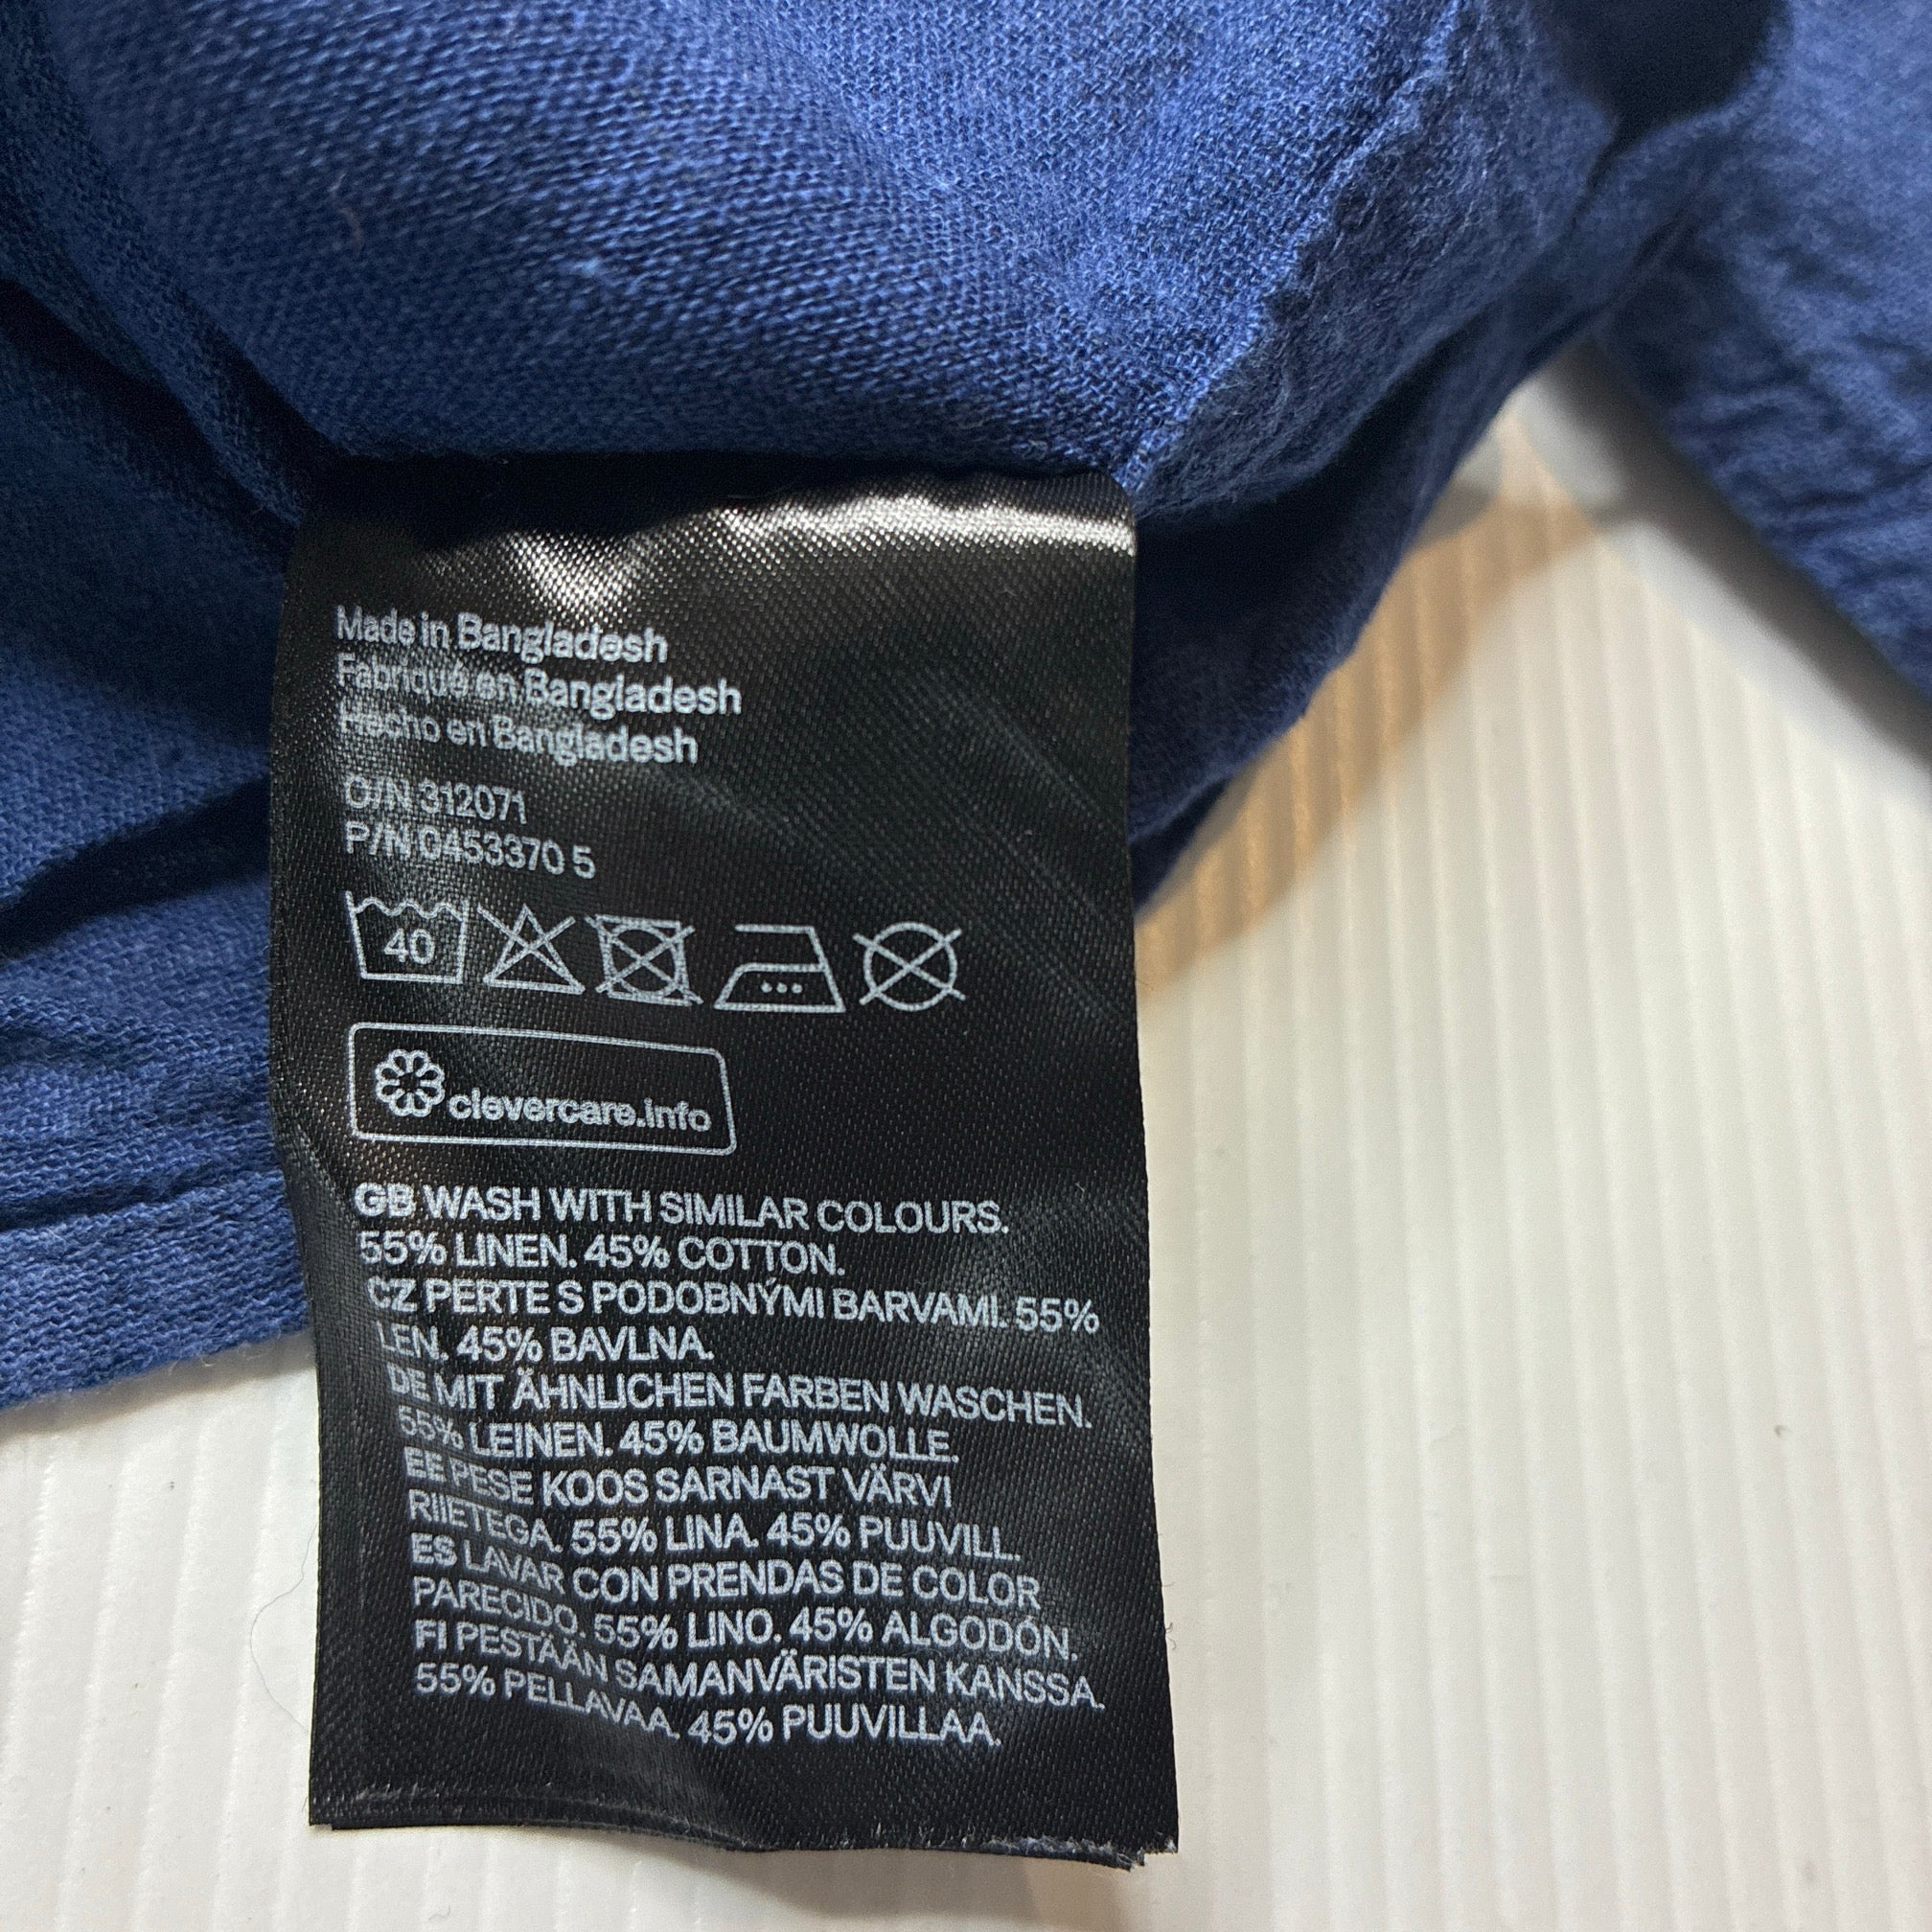 Made in Bangladesh
Fabriqué en Bangladesh
Hecho en Bangladesh
O/N 312071
P/N 0453370 5
40
clevercare.info
GB WASH WITH SIMILAR COLOURS.
55% LINEN. 45% COTTON.
CZ PERTE S PODOBNÝMI BARVAMI. 55%
LEN. 45% BAVLNA.
DE MIT ÄHNLICHEN FARBEN WASCHEN.
55% LEINEN. 45% BAUMWOLLE.
EE PESE KOOS SARNAST VÄRVI
RIIETEGA. 55% LINA. 45% PUUVILL.
ES LAVAR CON PRENDAS DE COLOR
PARECIDO. 55% LINO. 45% ALGODÓN.
FI PESTÄÄN SAMANVÄRISTEN KANSSA.
55% PELLAVAA. 45% PUUVILLAA.